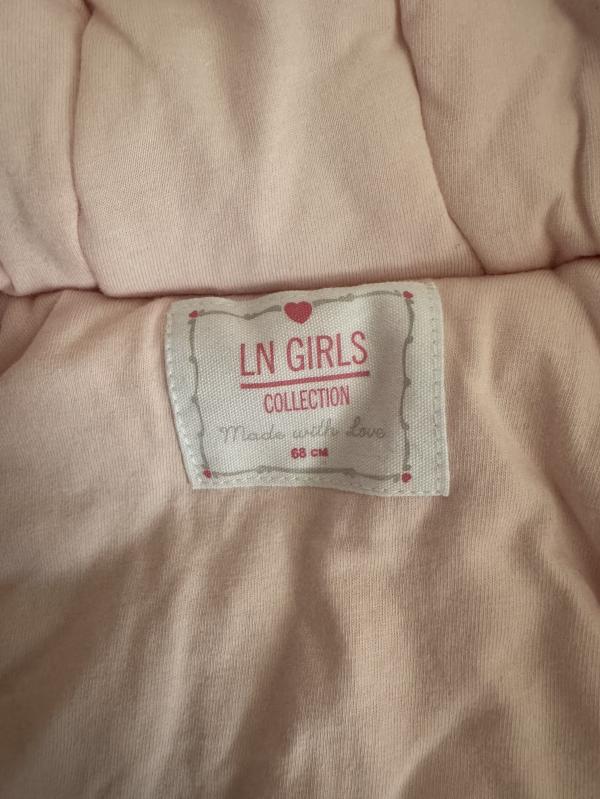 LN GIRLS
COLLECTION
Made with Love
68 CM